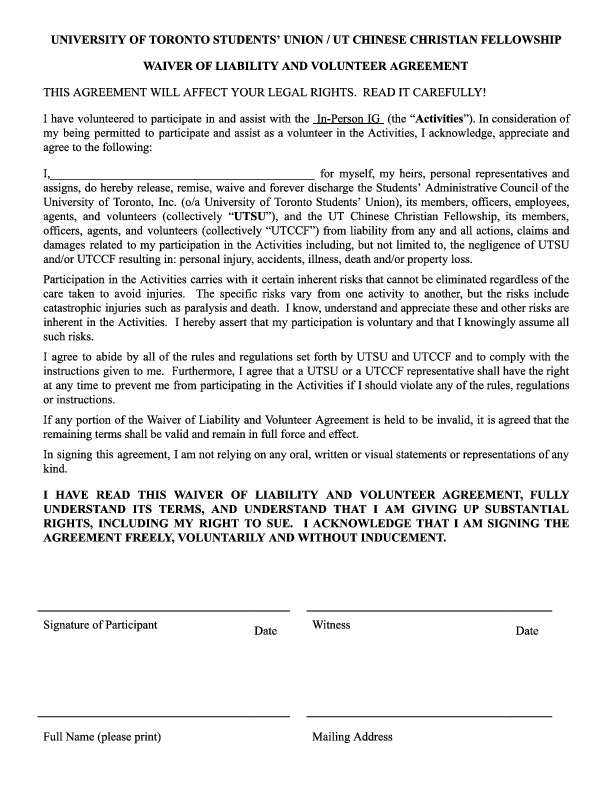 UNIVERSITY OF TORONTO STUDENTS' UNION / UT CHINESE CHRISTIAN FELLOWSHIP
WAIVER OF LIABILITY AND VOLUNTEER AGREEMENT
THIS AGREEMENT WILL AFFECT YOUR LEGAL RIGHTS.  READ IT CAREFULLY!
I have volunteered to participate in and assist with the  In-Person IG  (the “Activities”). In consideration of
my being permitted to participate and assist as a volunteer in the Activities, I acknowledge, appreciate and
agree to the following:
I,__________________________________ for myself, my heirs, personal representatives and
assigns, do hereby release, remise, waive and forever discharge the Students’ Administrative Council of the
University of Toronto, Inc. (o/a University of Toronto Students’ Union), its members, officers, employees,
agents, and volunteers (collectively “UTSU”), and the UT Chinese Christian Fellowship, its members,
officers, agents, and volunteers (collectively “UTCCF”) from liability from any and all actions, claims and
damages related to my participation in the Activities including, but not limited to, the negligence of UTSU
and/or UTCCF resulting in: personal injury, accidents, illness, death and/or property loss.
Participation in the Activities carries with it certain inherent risks that cannot be eliminated regardless of the
care taken to avoid injuries.  The specific risks vary from one activity to another, but the risks include
catastrophic injuries such as paralysis and death.  I know, understand and appreciate these and other risks are
inherent in the Activities.  I hereby assert that my participation is voluntary and that I knowingly assume all
such risks.
I agree to abide by all of the rules and regulations set forth by UTSU and UTCCF and to comply with the
instructions given to me.  Furthermore, I agree that a UTSU or a UTCCF representative shall have the right
at any time to prevent me from participating in the Activities if I should violate any of the rules, regulations
or instructions.
If any portion of the Waiver of Liability and Volunteer Agreement is held to be invalid, it is agreed that the
remaining terms shall be valid and remain in full force and effect.
In signing this agreement, I am not relying on any oral, written or visual statements or representations of any
kind.
I HAVE READ THIS WAIVER OF LIABILITY AND VOLUNTEER AGREEMENT, FULLY
UNDERSTAND ITS TERMS, AND UNDERSTAND THAT I AM GIVING UP SUBSTANTIAL
RIGHTS, INCLUDING MY RIGHT TO SUE.  I ACKNOWLEDGE THAT I AM SIGNING THE
AGREEMENT FREELY, VOLUNTARILY AND WITHOUT INDUCEMENT.
Signature of Participant Date Witness Date
Full Name (please print) Mailing Address